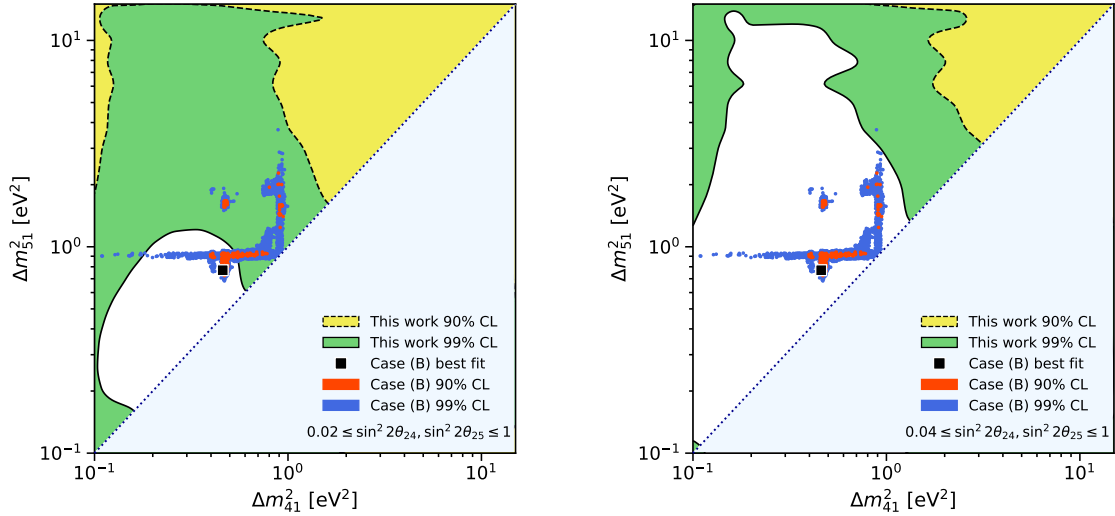 10¹
10⁰
10⁻¹
Δm²₅₁ [eV²]
This work 90% CL
This work 99% CL
Case (B) best fit
Case (B) 90% CL
Case (B) 99% CL
0.02 ≤ sin² 2θ₂₄, sin² 2θ₂₅ ≤ 1
10⁻¹ 10⁰ 10¹
Δm²₄₁ [eV²]
10¹
10⁰
10⁻¹
Δm²₅₁ [eV²]
This work 90% CL
This work 99% CL
Case (B) best fit
Case (B) 90% CL
Case (B) 99% CL
0.04 ≤ sin² 2θ₂₄, sin² 2θ₂₅ ≤ 1
10⁻¹ 10⁰ 10¹
Δm²₄₁ [eV²]